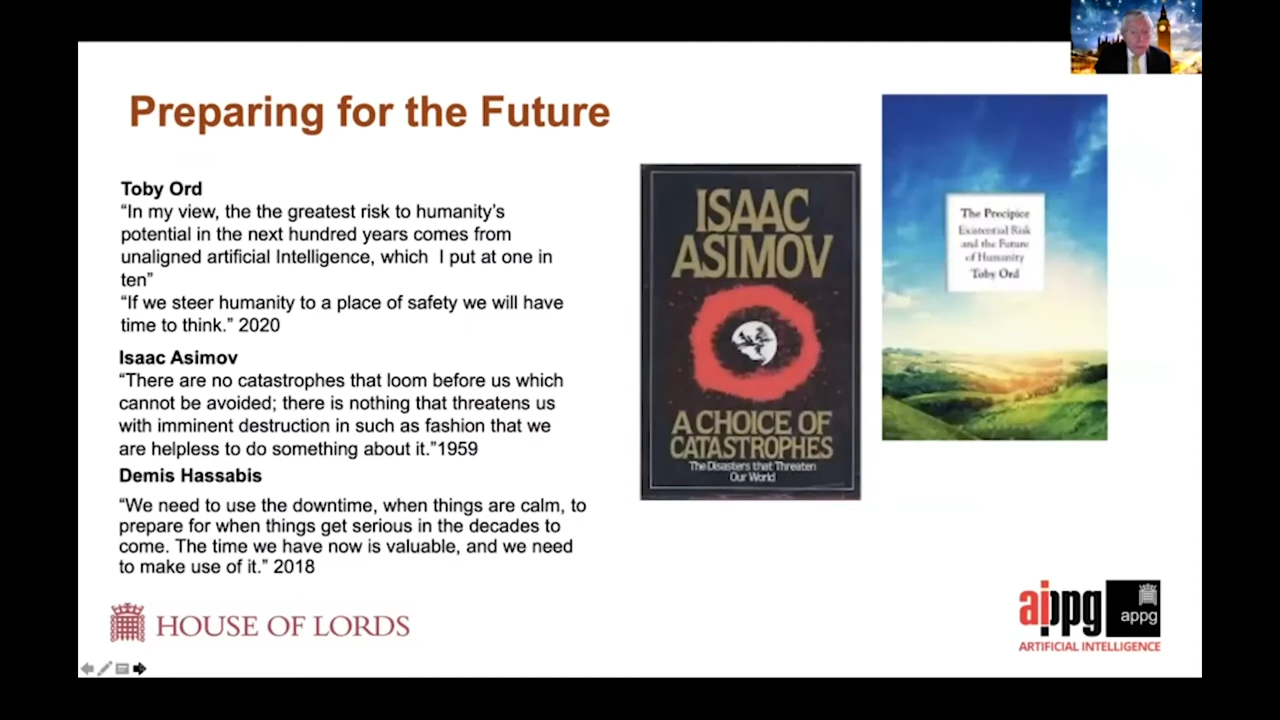 Preparing for the Future
Toby Ord
“In my view, the the greatest risk to humanity’s
potential in the next hundred years comes from
unaligned artificial Intelligence, which I put at one in
ten”
“If we steer humanity to a place of safety we will have
time to think.” 2020
Isaac Asimov
“There are no catastrophes that loom before us which
cannot be avoided; there is nothing that threatens us
with imminent destruction in such as fashion that we
are helpless to do something about it.”1959
Demis Hassabis
“We need to use the downtime, when things are calm, to
prepare for when things get serious in the decades to
come. The time we have now is valuable, and we need
to make use of it.” 2018
ISAAC
ASIMOV
A CHOICE OF
CATASTROPHES
The Disasters that Threaten
Our World
The Precipice
Existential Risk
and the Future
of Humanity
Toby Ord
HOUSE OF LORDS
aippg
appg
ARTIFICIAL INTELLIGENCE